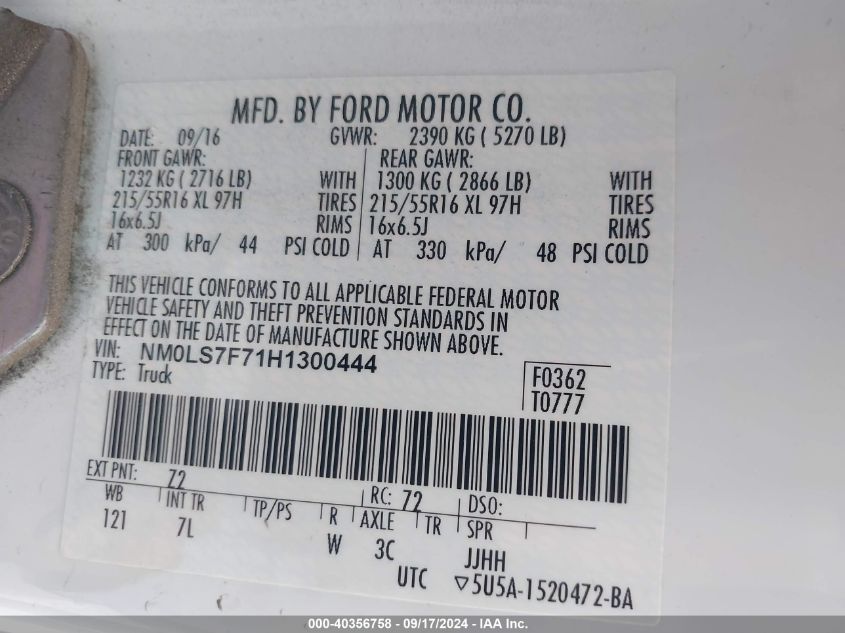 MFD. BY FORD MOTOR CO.
DATE: 09/16 GVWR: 2390 KG ( 5270 LB)
FRONT GAWR: REAR GAWR:
1232 KG ( 2716 LB) WITH 1300 KG ( 2866 LB) WITH
215/55R16 XL 97H TIRES 215/55R16 XL 97H TIRES
16x6.5J RIMS 16x6.5J RIMS
AT 300 kPa/ 44 PSI COLD AT 330 kPa/ 48 PSI COLD
THIS VEHICLE CONFORMS TO ALL APPLICABLE FEDERAL MOTOR
VEHICLE SAFETY AND THEFT PREVENTION STANDARDS IN
EFFECT ON THE DATE OF MANUFACTURE SHOWN ABOVE.
VIN: NM0LS7F71H1300444
TYPE: Truck
F0362
T0777
EXT PNT: 72 RC: 72 DSO:
WB INT TR TP/PS R AXLE TR SPR
121 7L W 3C JJHH
UTC ▽5U5A-1520472-BA
000-40356758 - 09/17/2024 - IAA Inc.